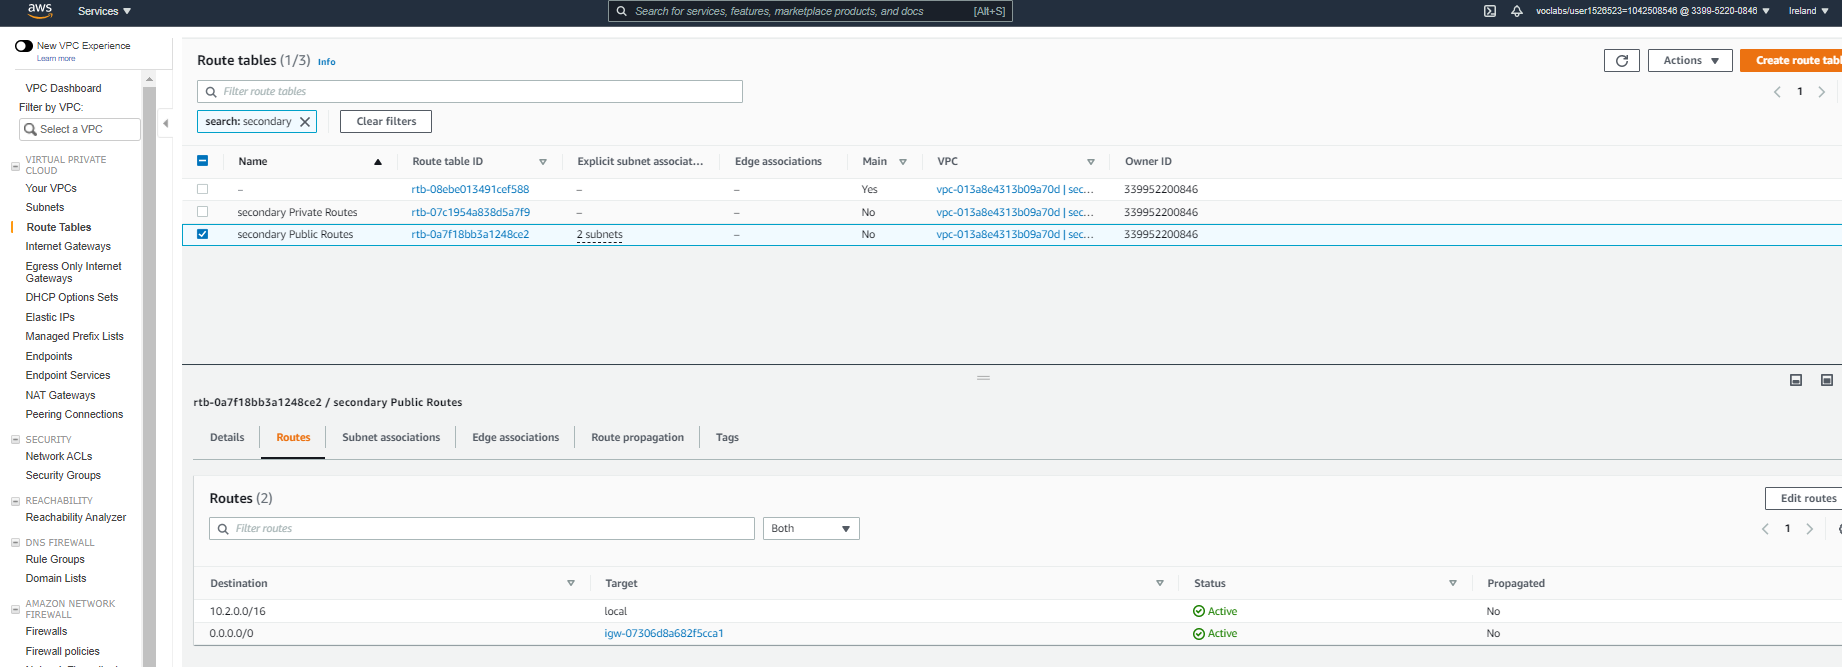 aws
Services
Search for services, features, marketplace products, and docs [Alt+S]
voclabs/user1526523=1042508546 @ 3399-5220-0846
Ireland
New VPC Experience
Learn more
VPC Dashboard
Filter by VPC:
Select a VPC
VIRTUAL PRIVATE
CLOUD
Your VPCs
Subnets
Route Tables
Internet Gateways
Egress Only Internet
Gateways
DHCP Options Sets
Elastic IPs
Managed Prefix Lists
Endpoints
Endpoint Services
NAT Gateways
Peering Connections
SECURITY
Network ACLs
Security Groups
REACHABILITY
Reachability Analyzer
DNS FIREWALL
Rule Groups
Domain Lists
AMAZON NETWORK
FIREWALL
Firewalls
Firewall policies
Route tables (1/3) Info
Actions
Create route tabl
Filter route tables
1
search: secondary
Clear filters
Name Route table ID Explicit subnet associat... Edge associations Main VPC Owner ID
– rtb-08ebe013491cef588 – – Yes vpc-013a8e4313b09a70d | sec... 339952200846
secondary Private Routes rtb-07c1954a838d5a7f9 – – No vpc-013a8e4313b09a70d | sec... 339952200846
secondary Public Routes rtb-0a7f18bb3a1248ce2 2 subnets – No vpc-013a8e4313b09a70d | sec... 339952200846
rtb-0a7f18bb3a1248ce2 / secondary Public Routes
Details Routes Subnet associations Edge associations Route propagation Tags
Routes (2)
Edit routes
Filter routes
Both
1
Destination Target Status Propagated
10.2.0.0/16 local Active No
0.0.0.0/0 igw-07306d8a682f5cca1 Active No